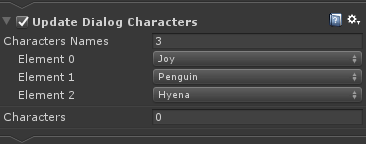 Update Dialog Characters
Characters Names 3
Element 0 Joy
Element 1 Penguin
Element 2 Hyena
Characters 0